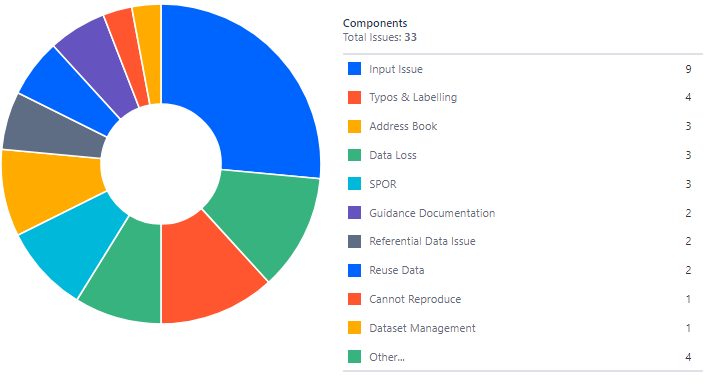 Components
Total Issues: 33
Input Issue 9
Typos & Labelling 4
Address Book 3
Data Loss 3
SPOR 3
Guidance Documentation 2
Referential Data Issue 2
Reuse Data 2
Cannot Reproduce 1
Dataset Management 1
Other... 4